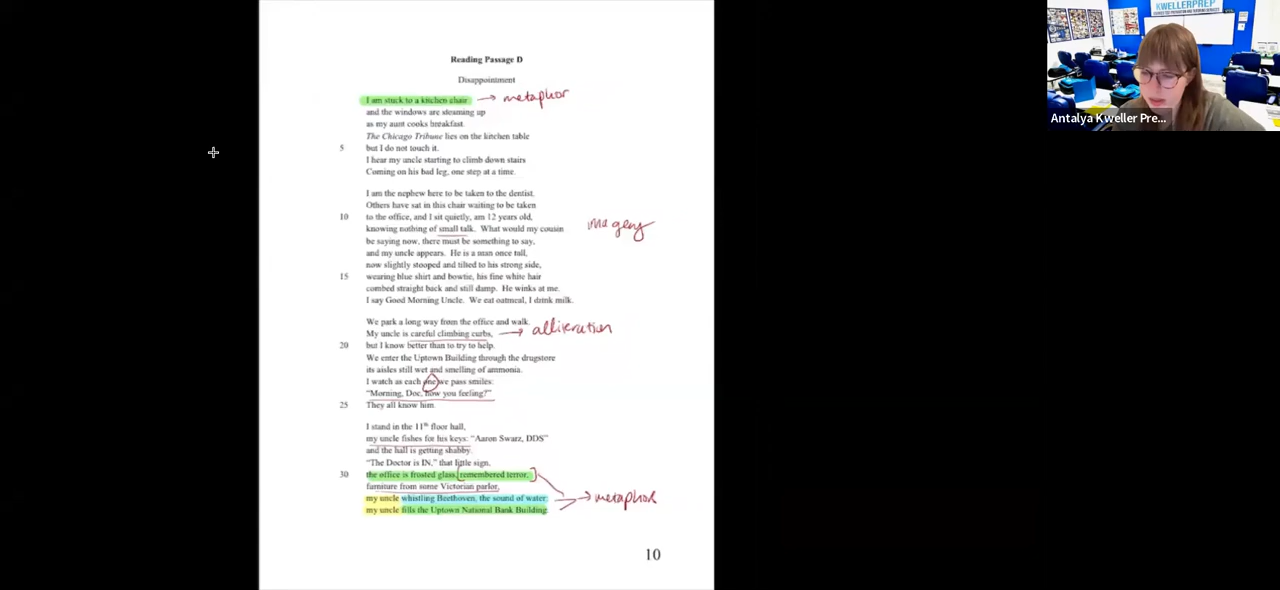 KWELLERPREP
Antalya Kweller Pre...
Reading Passage D
Disappointment
I am stuck to a kitchen chair → metaphor
and the windows are steaming up
as my aunt cooks breakfast.
The Chicago Tribune lies on the kitchen table
5 but I do not touch it.
I hear my uncle starting to climb down stairs
Coming on his bad leg, one step at a time.
I am the nephew here to be taken to the dentist.
Others have sat in this chair waiting to be taken
10 to the office, and I sit quietly, am 12 years old,
knowing nothing of small talk. What would my cousin
imagery
be saying now, there must be something to say,
and my uncle appears. He is a man once tall,
now slightly stooped and tilted to his strong side,
15 wearing blue shirt and bowtie, his fine white hair
combed straight back and still damp. He winks at me.
I say Good Morning Uncle. We eat oatmeal, I drink milk.
We park a long way from the office and walk.
My uncle is careful climbing curbs, → alliteration
20 but I know better than to try to help.
We enter the Uptown Building through the drugstore
its aisles still wet and smelling of ammonia.
I watch as each one we pass smiles:
"Morning, Doc, how you feeling?"
25 They all know him.
I stand in the 11th floor hall,
my uncle fishes for his keys: "Aaron Swarz, DDS"
and the hall is getting shabby.
"The Doctor is IN," that little sign,
30 the office is frosted glass, [remembered terror,]
furniture from some Victorian parlor,
my uncle whistling Beethoven, the sound of water: → metaphors
my uncle fills the Uptown National Bank Building.
10